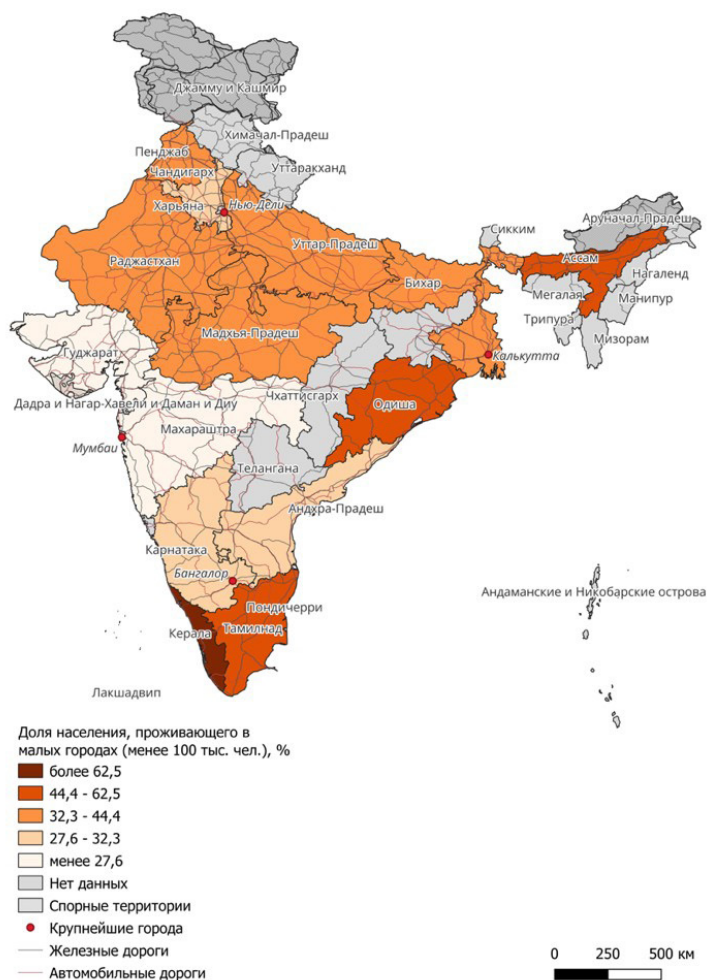 Джамму и Кашмир
Химачал-Прадеш
Пенджаб
Чандигарх
Уттаракханд
Харьяна
Нью-Дели
Сикким
Аруначал-Прадеш
Уттар-Прадеш
Раджастхан
Ассам
Нагаленд
Бихар
Мегалая
Манипур
Трипура
Мизорам
Мадхья-Прадеш
Гуджарат
Калькутта
Чхаттисгарх
Дадра и Нагар-Хавели и Даман и Диу
Одиша
Махараштра
Мумбаи
Телангана
Андхра-Прадеш
Карнатака
Бангалор
Андаманские и Никобарские острова
Пондичерри
Керала
Тамилнад
Лакшадвип
Доля населения, проживающего в
малых городах (менее 100 тыс. чел.), %
более 62,5
44,4 - 62,5
32,3 - 44,4
27,6 - 32,3
менее 27,6
Нет данных
Спорные территории
Крупнейшие города
Железные дороги
Автомобильные дороги
0 250 500 км